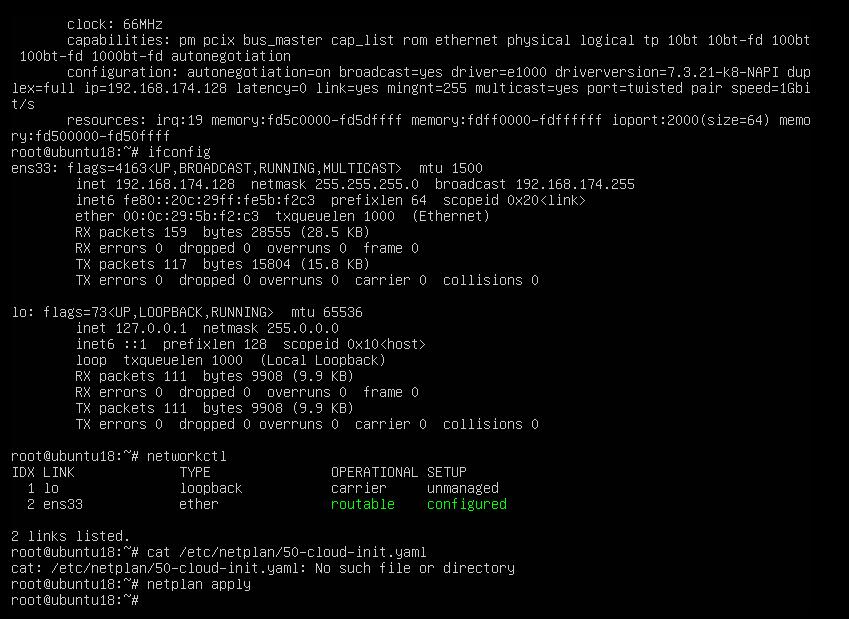 clock: 66MHz
capabilities: pm pcix bus_master cap_list rom ethernet physical logical tp 10bt 10bt-fd 100bt
100bt-fd 1000bt-fd autonegotiation
configuration: autonegotiation=on broadcast=yes driver=e1000 driverversion=7.3.21-k8-NAPI dup
lex=full ip=192.168.174.128 latency=0 link=yes mingnt=255 multicast=yes port=twisted pair speed=1Gbi
t/s
resources: irq:19 memory:fd5c0000-fd5dffff memory:fdff0000-fdffffff ioport:2000(size=64) memo
ry:fd500000-fd50ffff
root@ubuntu18:~# ifconfig
ens33: flags=4163<UP,BROADCAST,RUNNING,MULTICAST>  mtu 1500
inet 192.168.174.128  netmask 255.255.255.0  broadcast 192.168.174.255
inet6 fe80::20c:29ff:fe5b:f2c3  prefixlen 64  scopeid 0x20<link>
ether 00:0c:29:5b:f2:c3  txqueuelen 1000  (Ethernet)
RX packets 159  bytes 28555 (28.5 KB)
RX errors 0  dropped 0  overruns 0  frame 0
TX packets 117  bytes 15804 (15.8 KB)
TX errors 0  dropped 0 overruns 0  carrier 0  collisions 0
lo: flags=73<UP,LOOPBACK,RUNNING>  mtu 65536
inet 127.0.0.1  netmask 255.0.0.0
inet6 ::1  prefixlen 128  scopeid 0x10<host>
loop  txqueuelen 1000  (Local Loopback)
RX packets 111  bytes 9908 (9.9 KB)
RX errors 0  dropped 0  overruns 0  frame 0
TX packets 111  bytes 9908 (9.9 KB)
TX errors 0  dropped 0 overruns 0  carrier 0  collisions 0
root@ubuntu18:~# networkctl
IDX LINK             TYPE               OPERATIONAL SETUP
1 lo               loopback           carrier     unmanaged
2 ens33            ether              routable    configured
2 links listed.
root@ubuntu18:~# cat /etc/netplan/50-cloud-init.yaml
cat: /etc/netplan/50-cloud-init.yaml: No such file or directory
root@ubuntu18:~# netplan apply
root@ubuntu18:~#